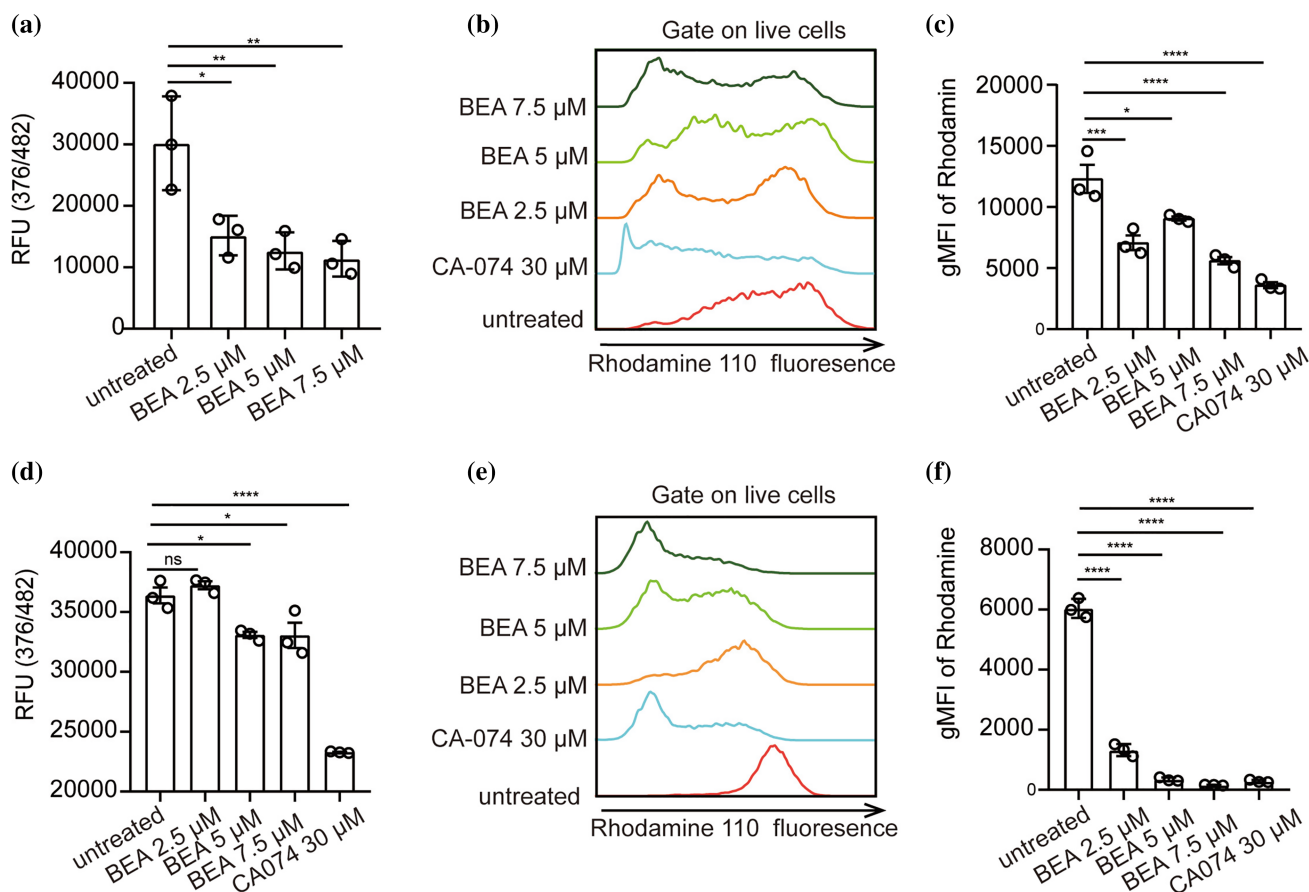 (a)
**
**
*
40000
30000
20000
10000
0
RFU (376/482)
untreated
BEA 2.5 µM
BEA 5 µM
BEA 7.5 µM
(b)
Gate on live cells
BEA 7.5 µM
BEA 5 µM
BEA 2.5 µM
CA-074 30 µM
untreated
Rhodamine 110 fluoresence
(c)
****
****
*
***
20000
15000
10000
5000
0
gMFI of Rhodamin
untreated
BEA 2.5 µM
BEA 5 µM
BEA 7.5 µM
CA074 30 µM
(d)
****
*
*
ns
40000
35000
30000
25000
20000
RFU (376/482)
untreated
BEA 2.5 µM
BEA 5 µM
BEA 7.5 µM
CA074 30 µM
(e)
Gate on live cells
BEA 7.5 µM
BEA 5 µM
BEA 2.5 µM
CA-074 30 µM
untreated
Rhodamine 110 fluoresence
(f)
****
****
****
****
8000
6000
4000
2000
0
gMFI of Rhodamine
untreated
BEA 2.5 µM
BEA 5 µM
BEA 7.5 µM
CA074 30 µM